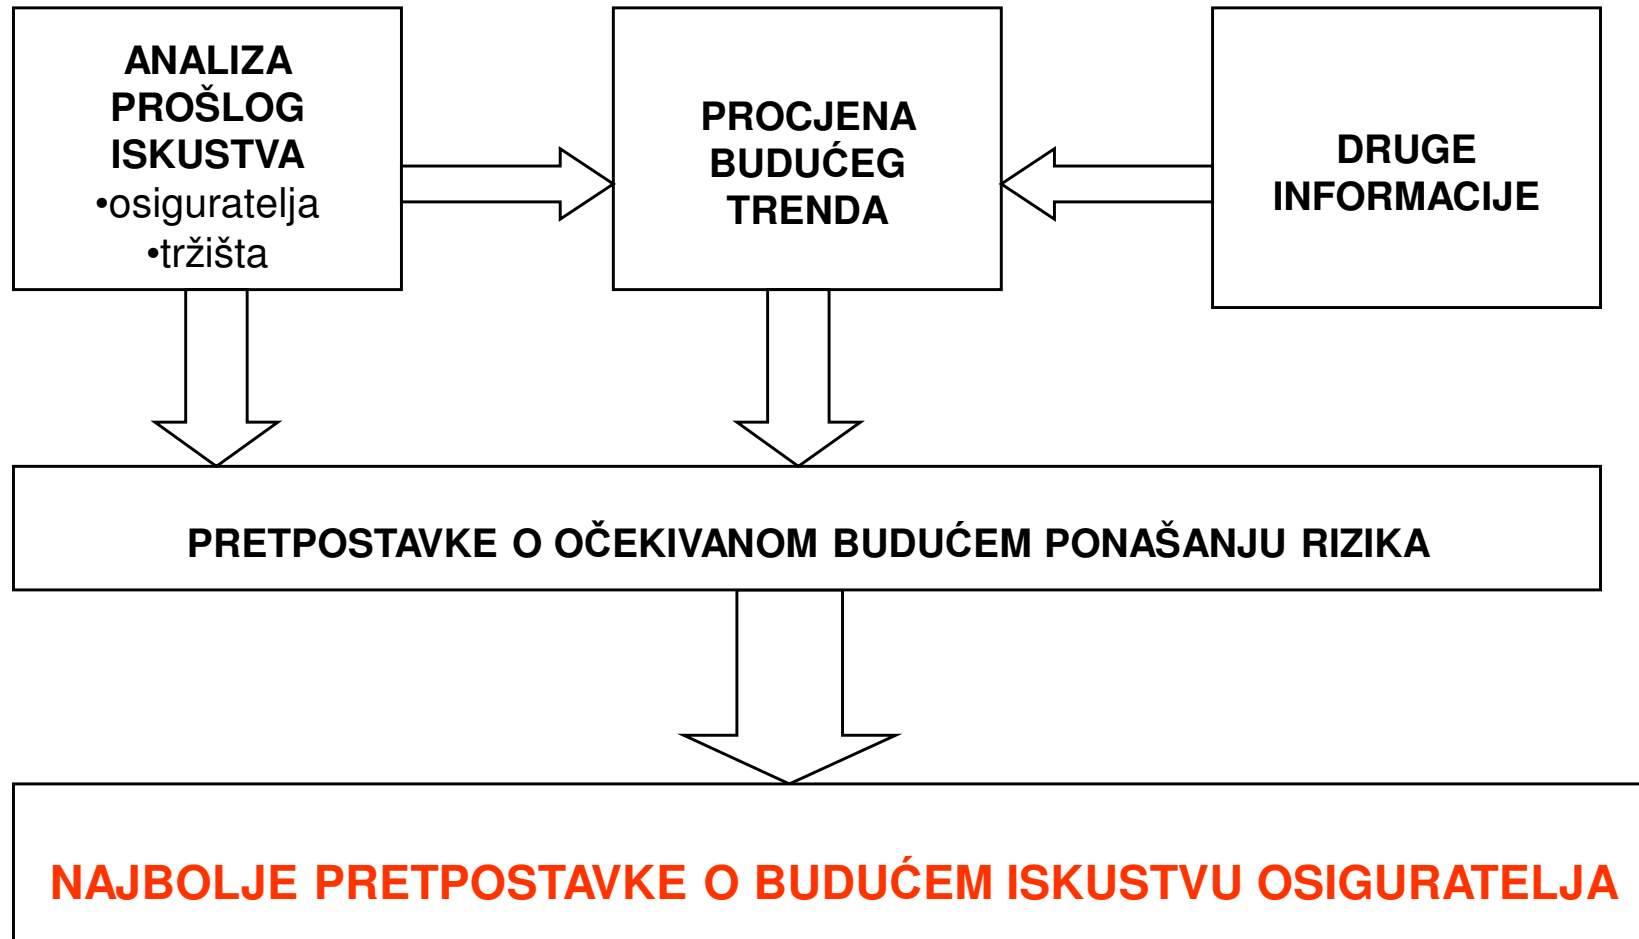 ANALIZA
PROŠLOG
ISKUSTVA
•osiguratelja
•tržišta
PROCJENA
BUDUĆEG
TRENDA
DRUGE
INFORMACIJE
PRETPOSTAVKE O OČEKIVANOM BUDUĆEM PONAŠANJU RIZIKA
NAJBOLJE PRETPOSTAVKE O BUDUĆEM ISKUSTVU OSIGURATELJA